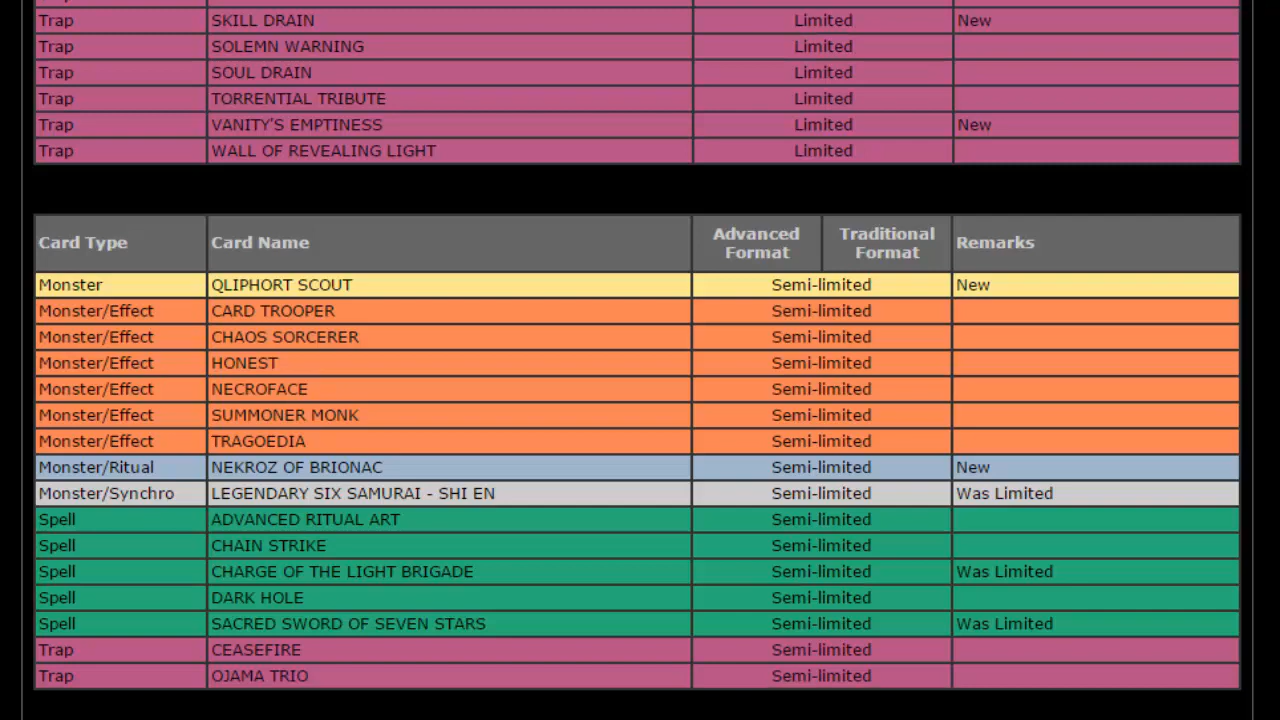 Trap SKILL DRAIN Limited New
Trap SOLEMN WARNING Limited
Trap SOUL DRAIN Limited
Trap TORRENTIAL TRIBUTE Limited
Trap VANITY'S EMPTINESS Limited New
Trap WALL OF REVEALING LIGHT Limited
Card Type Card Name Advanced Format Traditional Format Remarks
Monster QLIPHORT SCOUT Semi-limited New
Monster/Effect CARD TROOPER Semi-limited
Monster/Effect CHAOS SORCERER Semi-limited
Monster/Effect HONEST Semi-limited
Monster/Effect NECROFACE Semi-limited
Monster/Effect SUMMONER MONK Semi-limited
Monster/Effect TRAGOEDIA Semi-limited
Monster/Ritual NEKROZ OF BRIONAC Semi-limited New
Monster/Synchro LEGENDARY SIX SAMURAI - SHI EN Semi-limited Was Limited
Spell ADVANCED RITUAL ART Semi-limited
Spell CHAIN STRIKE Semi-limited
Spell CHARGE OF THE LIGHT BRIGADE Semi-limited Was Limited
Spell DARK HOLE Semi-limited
Spell SACRED SWORD OF SEVEN STARS Semi-limited Was Limited
Trap CEASEFIRE Semi-limited
Trap OJAMA TRIO Semi-limited